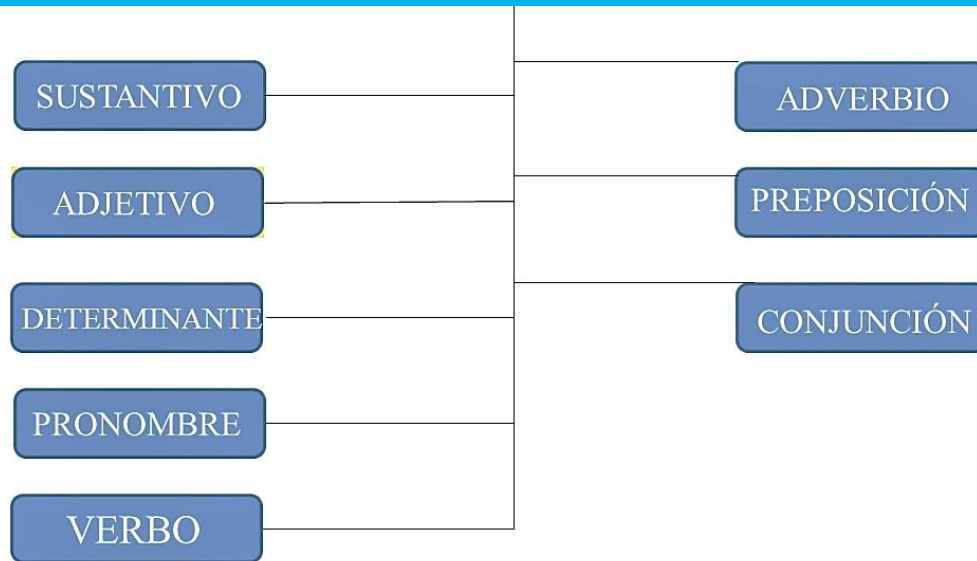 SUSTANTIVO
ADJETIVO
DETERMINANTE
PRONOMBRE
VERBO
ADVERBIO
PREPOSICIÓN
CONJUNCIÓN